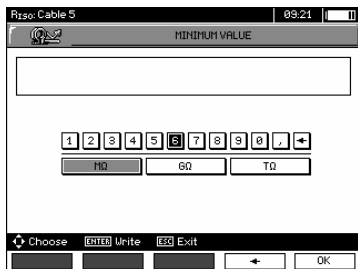 RISO: Cable 5 09:21
MINIMUM VALUE
1 2 3 4 5 6 7 8 9 0 , ←
MΩ GΩ TΩ
Choose ENTER Write ESC Exit
← OK